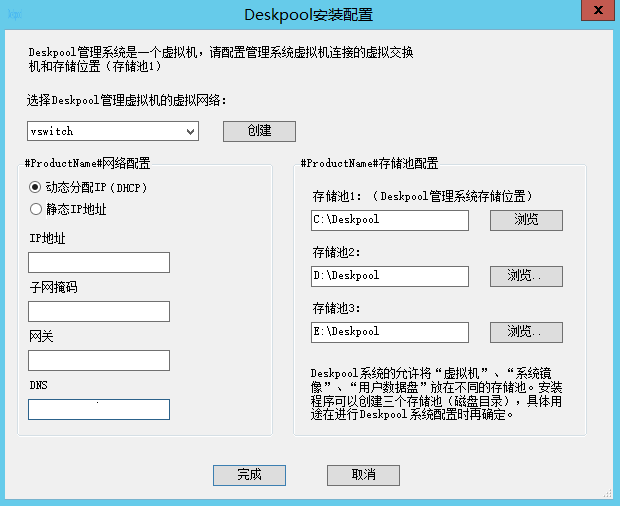 Deskpool安装配置
Deskpool管理系统是一个虚拟机，请配置管理系统虚拟机连接的虚拟交换
机和存储位置（存储池1）
选择Deskpool管理虚拟机的虚拟网络：
vswitch
创建
#ProductName#网络配置
动态分配IP（DHCP）
静态IP地址
IP地址
子网掩码
网关
DNS
#ProductName#存储池配置
存储池1：（Deskpool管理系统存储位置）
C:\Deskpool
浏览
存储池2：
D:\Deskpool
浏览..
存储池3：
E:\Deskpool
浏览..
Deskpool系统的允许将“虚拟机”、“系统镜
像”、“用户数据盘”放在不同的存储池。安装
程序可以创建三个存储池（磁盘目录），具体用
途在进行Deskpool系统配置时再确定。
完成
取消